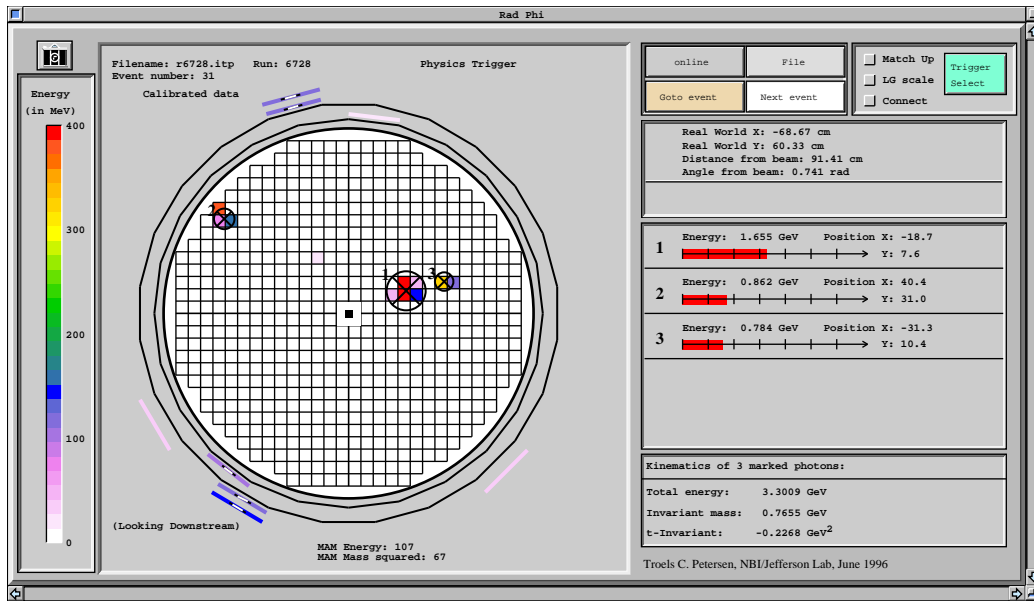 Rad Phi
Filename: r6728.itp Run: 6728 Physics Trigger
Event number: 31
Calibrated data
Energy
(in MeV)
400
300
200
100
0
2
1
3
(Looking Downstream)
MAM Energy: 107
MAM Mass squared: 67
online File
Goto event Next event
Match Up
LG scale
Connect
Trigger
Select
Real World X: -68.67 cm
Real World Y: 60.33 cm
Distance from beam: 91.41 cm
Angle from beam: 0.741 rad
1 Energy: 1.655 GeV Position X: -18.7
Y: 7.6
2 Energy: 0.862 GeV Position X: 40.4
Y: 31.0
3 Energy: 0.784 GeV Position X: -31.3
Y: 10.4
Kinematics of 3 marked photons:
Total energy: 3.3009 GeV
Invariant mass: 0.7655 GeV
t-Invariant: -0.2268 GeV²
Troels C. Petersen, NBI/Jefferson Lab, June 1996